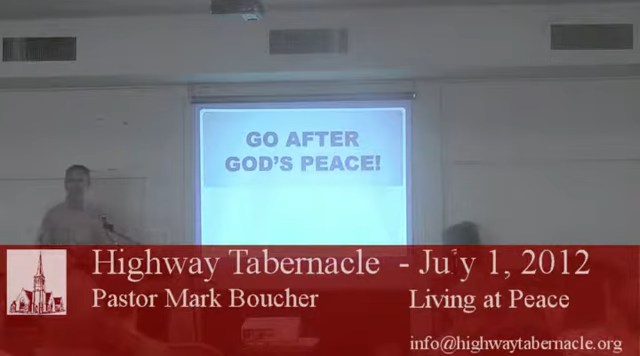 GO AFTER
GOD'S PEACE!
Highway Tabernacle - July 1, 2012
Pastor Mark Boucher
Living at Peace
info@highwaytabernacle.org